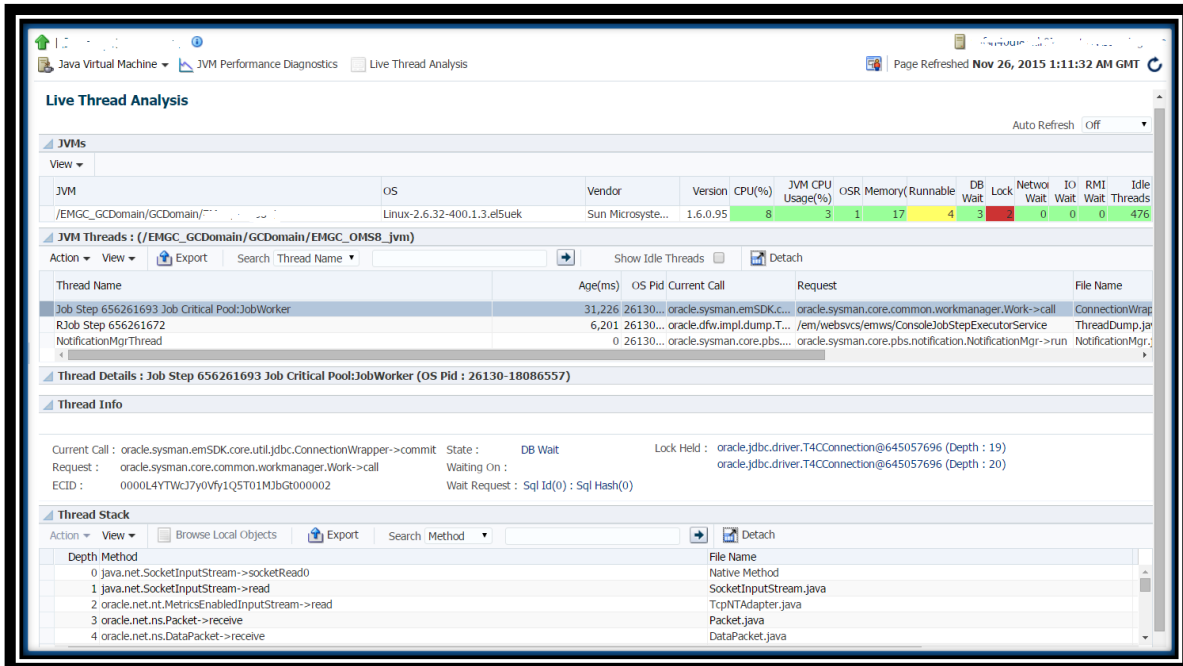 Java Virtual Machine JVM Performance Diagnostics Live Thread Analysis Page Refreshed Nov 26, 2015 1:11:32 AM GMT
Live Thread Analysis
Auto Refresh Off
JVMs
View
JVM OS Vendor Version CPU(%) JVM CPU Usage(%) OSR Memory( Runnable DB Wait Lock Networ Wait IO Wait RMI Wait Idle Threads
/EMGC_GCDomain/GCDomain/ Linux-2.6.32-400.1.3.el5uek Sun Microsyste... 1.6.0.95 8 3 1 17 4 3 2 0 0 0 476
JVM Threads : (/EMGC_GCDomain/GCDomain/EMGC_OMS8_jvm)
Action View Export Search Thread Name Show Idle Threads Detach
Thread Name Age(ms) OS Pid Current Call Request File Name
Job Step 656261693 Job Critical Pool:JobWorker 31,226 26130... oracle.sysman.emSDK.c... oracle.sysman.core.common.workmanager.Work->call ConnectionWrap
RJob Step 656261672 6,201 26130... oracle.dfw.impl.dump.T... /em/websvcs/emws/ConsoleJobStepExecutorService ThreadDump.jav
NotificationMgrThread 0 26130... oracle.sysman.core.pbs.... oracle.sysman.core.pbs.notification.NotificationMgr->run NotificationMgr.j
Thread Details : Job Step 656261693 Job Critical Pool:JobWorker (OS Pid : 26130-18086557)
Thread Info
Current Call : oracle.sysman.emSDK.core.util.jdbc.ConnectionWrapper->commit State : DB Wait Lock Held : oracle.jdbc.driver.T4CConnection@645057696 (Depth : 19)
Request : oracle.sysman.core.common.workmanager.Work->call Waiting On : oracle.jdbc.driver.T4CConnection@645057696 (Depth : 20)
ECID : 0000L4YTWcJ7y0Vfy1Q5T01MJbGt000002 Wait Request : Sql Id(0) : Sql Hash(0)
Thread Stack
Action View Browse Local Objects Export Search Method Detach
Depth Method File Name
0 java.net.SocketInputStream->socketRead0 Native Method
1 java.net.SocketInputStream->read SocketInputStream.java
2 oracle.net.nt.MetricsEnabledInputStream->read TcpNTAdapter.java
3 oracle.net.ns.Packet->receive Packet.java
4 oracle.net.ns.DataPacket->receive DataPacket.java